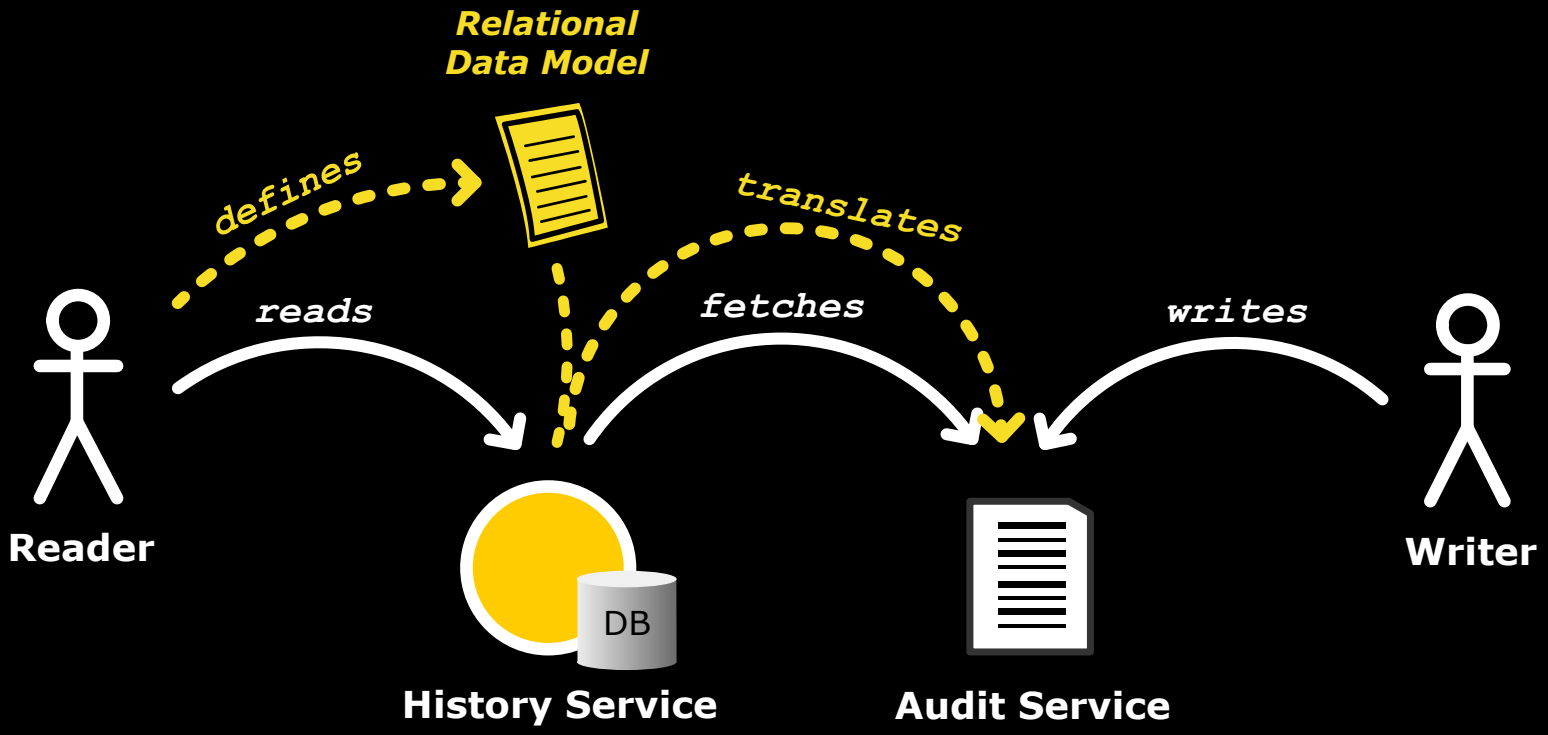 Relational
Data Model
defines
translates
reads
fetches
writes
Reader
Writer
DB
History Service
Audit Service